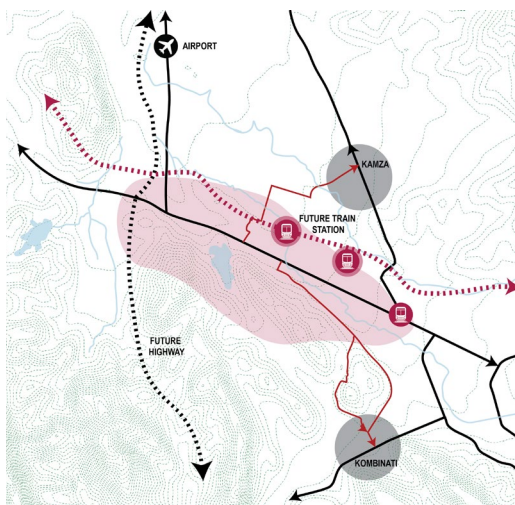 AIRPORT
KAMZA
FUTURE TRAIN
STATION
FUTURE
HIGHWAY
KOMBINATI